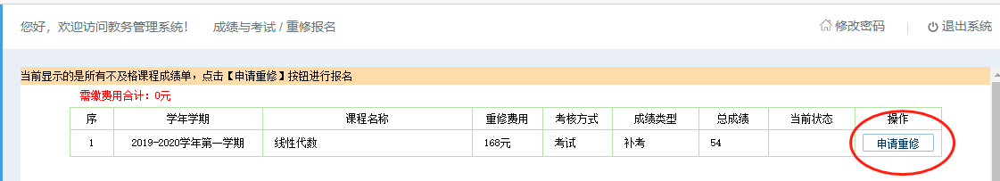 您好，欢迎访问教务管理系统！ 成绩与考试 / 重修报名 修改密码 退出系统
当前显示的是所有不及格课程成绩单，点击【申请重修】按钮进行报名
需缴费用合计：0元
序 学年学期 课程名称 重修费用 考核方式 成绩类型 总成绩 当前状态 操作
1 2019-2020学年第一学期 线性代数 168元 考试 补考 54 申请重修